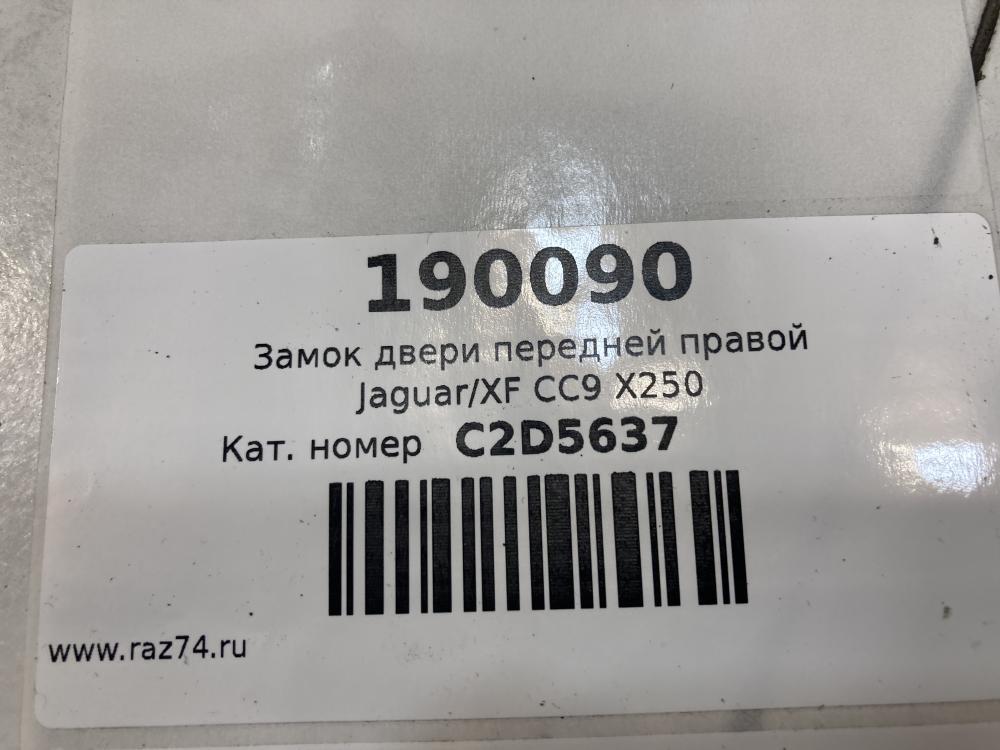 190090
Замок двери передней правой
Jaguar/XF CC9 X250
Кат. номер C2D5637
www.raz74.ru